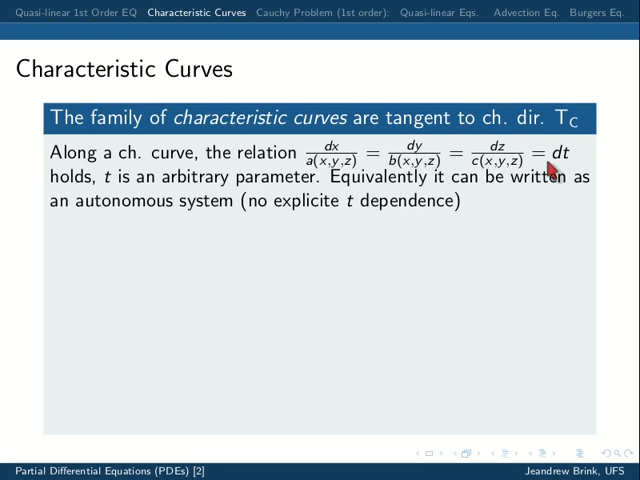 Quasi-linear 1st Order EQ Characteristic Curves Cauchy Problem (1st order): Quasi-linear Eqs. Advection Eq. Burgers Eq.
Characteristic Curves
The family of characteristic curves are tangent to ch. dir. T_C
Along a ch. curve, the relation \frac{dx}{a(x,y,z)} = \frac{dy}{b(x,y,z)} = \frac{dz}{c(x,y,z)} = dt
holds, t is an arbitrary parameter. Equivalently it can be written as
an autonomous system (no explicite t dependence)
Partial Differential Equations (PDEs) [2] Jeandrew Brink, UFS